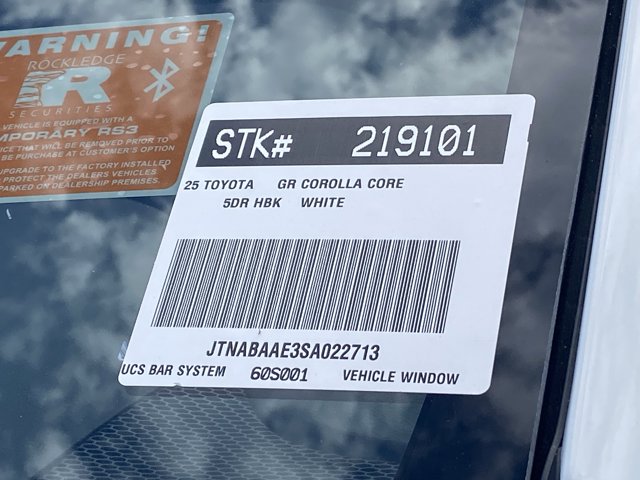 WARNING!
ROCKLEDGE
R
SECURITIES
VEHICLE IS EQUIPPED WITH A
TEMPORARY RS3
THAT WILL BE REMOVED PRIOR TO
BE PURCHASE AT CUSTOMER'S OPTION
UPGRADE TO THE FACTORY INSTALLED
PROTECT THE DEALERS VEHICLES
PARKED ON DEALERSHIP PREMISES.
STK# 219101
25 TOYOTA GR COROLLA CORE
5DR HBK WHITE
JTNABAAE3SA022713
UCS BAR SYSTEM 60S001 VEHICLE WINDOW